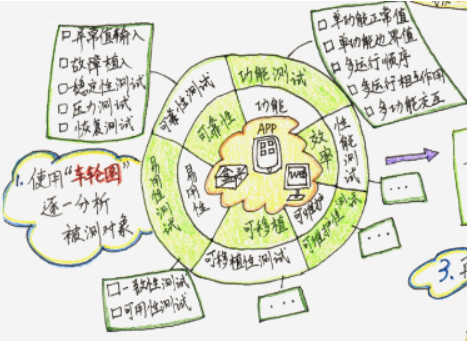 □异常值输入
□故障植入
□稳定性测试
□压力测试
□恢复测试
□单功能正常值
□单功能边界值
□多运行顺序
□多运行相互作用
□多功能交互
1.使用“车轮图”
逐一分析
被测对象
功能测试
性能测试
可维护性测试
可移植性测试
易用性测试
可靠性测试
功能
效率
可维护
可移植
易用性
可靠性
APP
盒子
WEB
...
...
...
□一致性测试
□可用性测试
3.